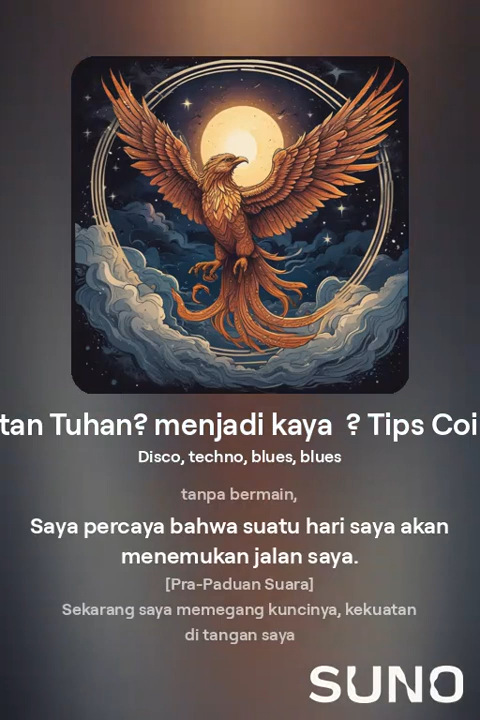 tan Tuhan? menjadi kaya ? Tips Coi
Disco, techno, blues, blues
tanpa bermain,
Saya percaya bahwa suatu hari saya akan
menemukan jalan saya.
[Pra-Paduan Suara]
Sekarang saya memegang kuncinya, kekuatan
di tangan saya
SUNO